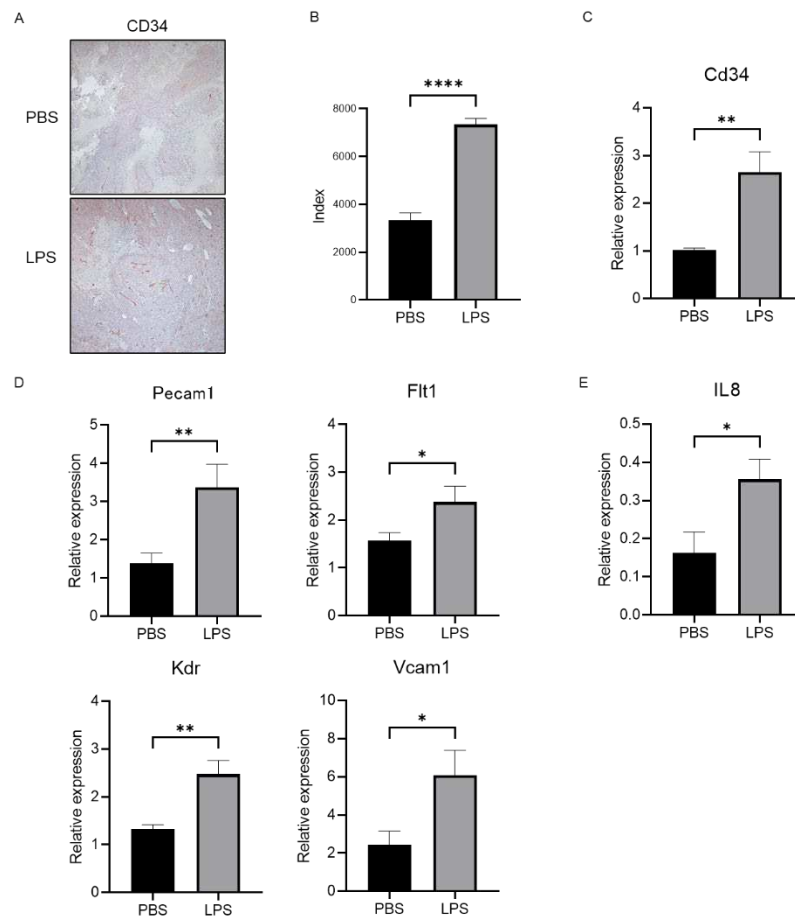 A
CD34
PBS
LPS
B
****
Index
8000
6000
4000
2000
0
PBS
LPS
C
Cd34
**
Relative expression
4
3
2
1
0
PBS
LPS
D
Pecam1
**
Relative expression
5
4
3
2
1
0
PBS
LPS
Flt1
*
Relative expression
4
3
2
1
0
PBS
LPS
E
IL8
*
Relative expression
0.5
0.4
0.3
0.2
0.1
0.0
PBS
LPS
Kdr
**
Relative expression
4
3
2
1
0
PBS
LPS
Vcam1
*
Relative expression
10
8
6
4
2
0
PBS
LPS